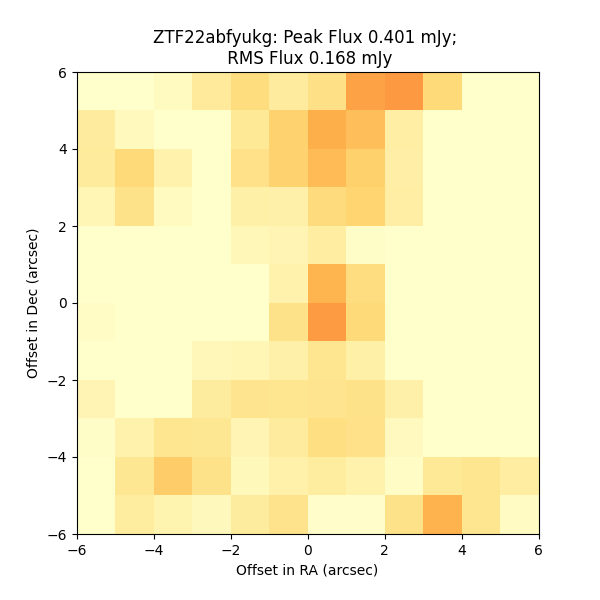 ZTF22abfyukg: Peak Flux 0.401 mJy;
RMS Flux 0.168 mJy
6
4
2
0
−2
−4
−6
Offset in Dec (arcsec)
−6 −4 −2 0 2 4 6
Offset in RA (arcsec)